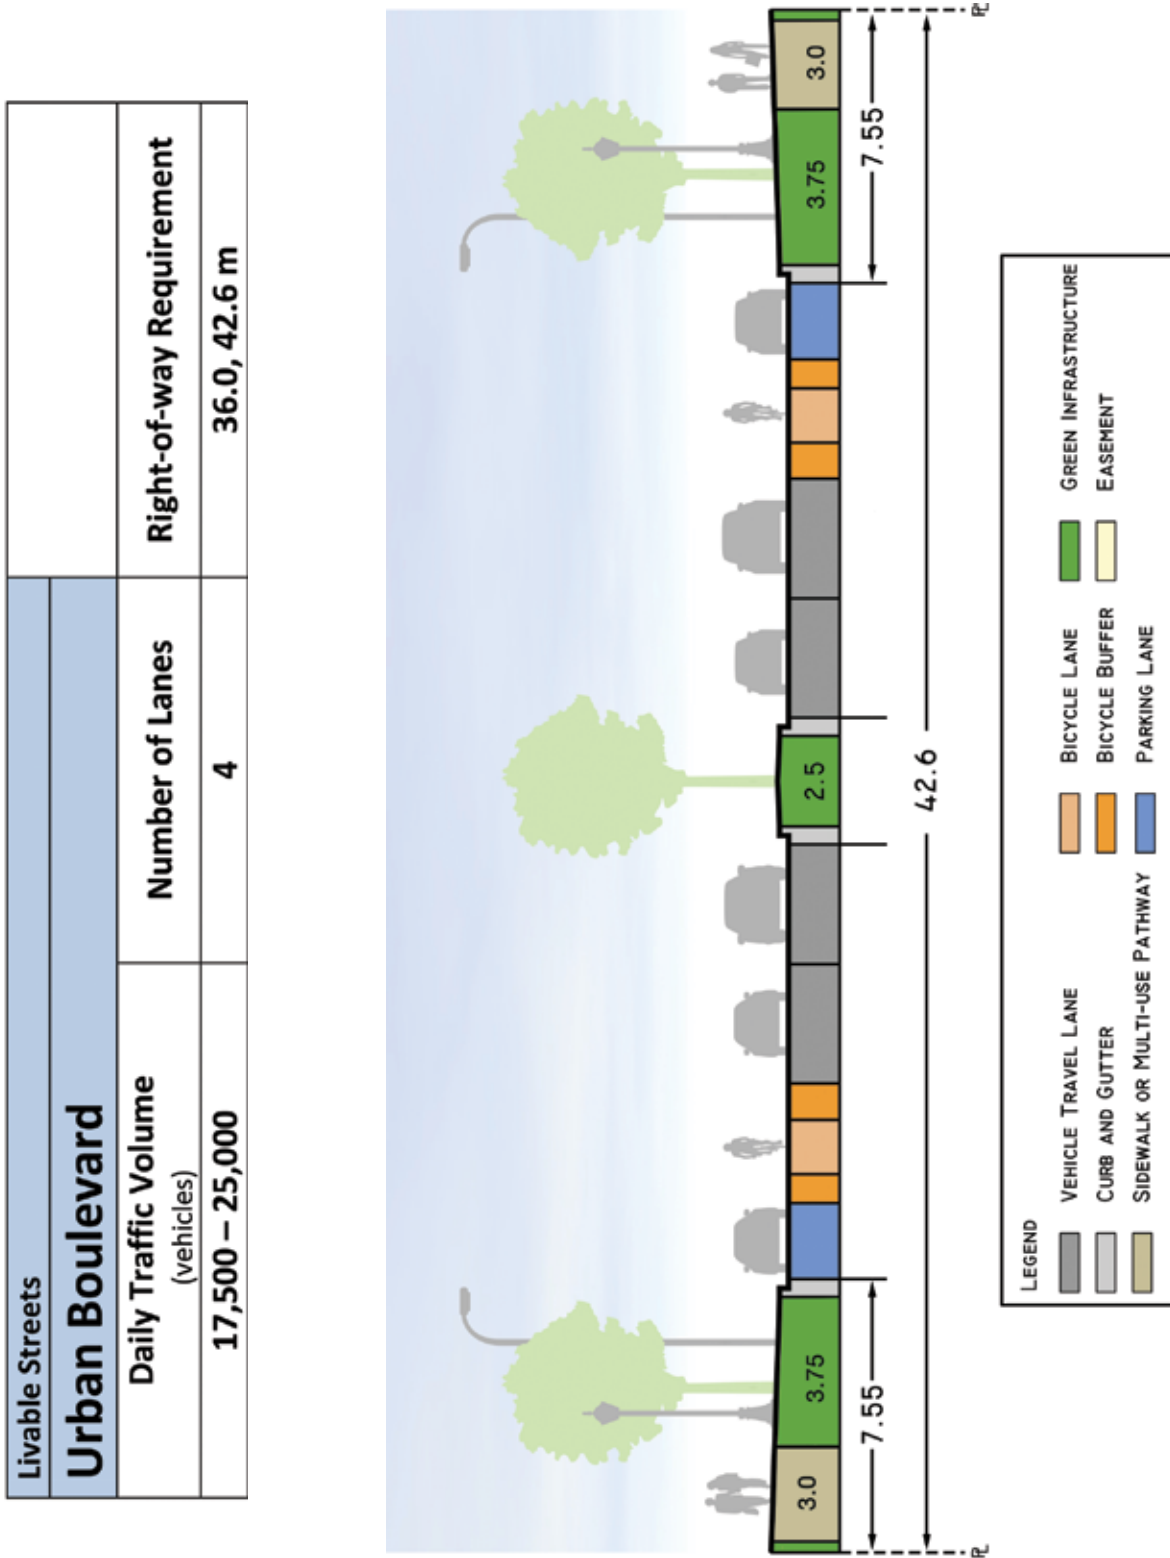 Livable Streets
Urban Boulevard
Daily Traffic Volume
(vehicles)
Number of Lanes
Right-of-way Requirement
17,500 – 25,000
4
36.0, 42.6 m
3.0
3.75
2.5
3.75
3.0
7.55
7.55
42.6
PL
PL
LEGEND
VEHICLE TRAVEL LANE
BICYCLE LANE
GREEN INFRASTRUCTURE
CURB AND GUTTER
BICYCLE BUFFER
EASEMENT
SIDEWALK OR MULTI-USE PATHWAY
PARKING LANE